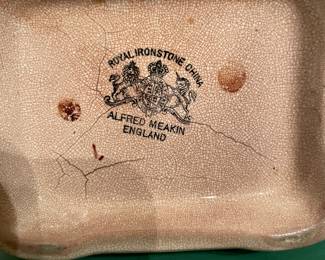 ROYAL IRONSTONE CHINA
ALFRED MEAKIN
ENGLAND